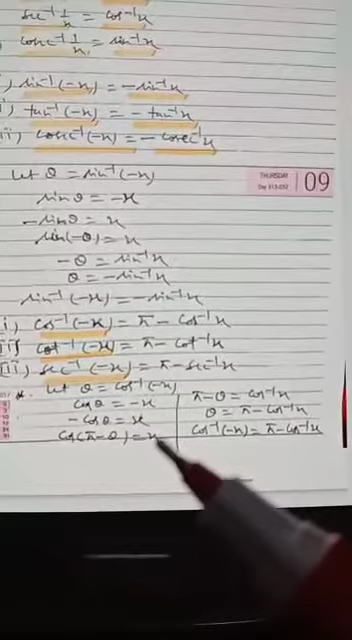 sec⁻¹ 1/x = cos⁻¹x
cosec⁻¹ 1/x = sin⁻¹x
i) sin⁻¹(-x) = -sin⁻¹x
ii) tan⁻¹(-x) = -tan⁻¹x
iii) cosec⁻¹(-x) = -cosec⁻¹x
THURSDAY
09
Let θ = sin⁻¹(-x)
sinθ = -x
-sinθ = x
sin(-θ) = x
-θ = sin⁻¹x
θ = -sin⁻¹x
sin⁻¹(-x) = -sin⁻¹x
i) cos⁻¹(-x) = π - cos⁻¹x
ii) cot⁻¹(-x) = π - cot⁻¹x
iii) sec⁻¹(-x) = π - sec⁻¹x
* Let θ = cos⁻¹(-x)
cosθ = -x
-cosθ = x
cos(π-θ) = x
π-θ = cos⁻¹x
θ = π - cos⁻¹x
cos⁻¹(-x) = π - cos⁻¹x